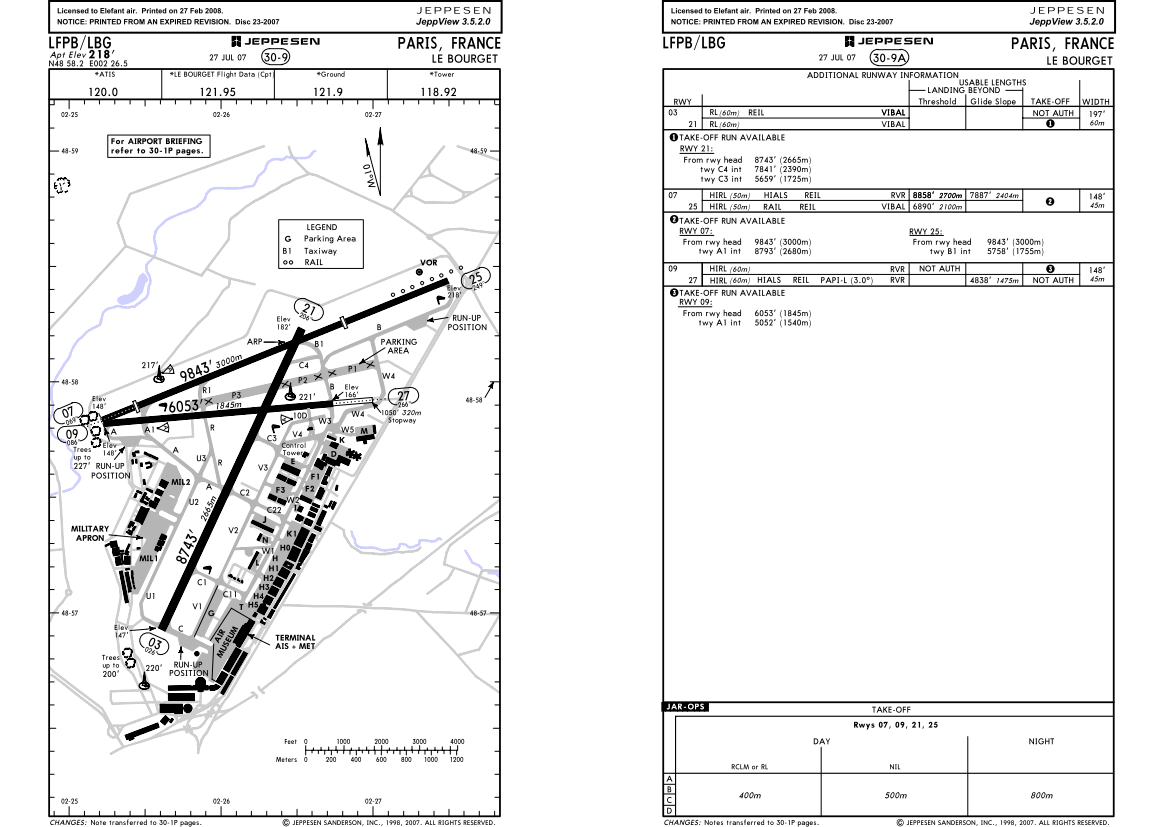 Licensed to Elefant air. Printed on 27 Feb 2008.
NOTICE: PRINTED FROM AN EXPIRED REVISION. Disc 23-2007
JEPPESEN
JeppView 3.5.2.0
LFPB/LBG
Apt Elev 218'
N48 58.2 E002 26.5
JEPPESEN
27 JUL 07 30-9
PARIS, FRANCE
LE BOURGET
*ATIS *LE BOURGET Flight Data (Cpt) *Ground *Tower
120.0 121.95 121.9 118.92
02-25 02-26 02-27
For AIRPORT BRIEFING
refer to 30-1P pages.
48-59 48-59
01°W
LEGEND
G Parking Area
B1 Taxiway
RAIL
VOR
25
249°
Elev
218'
21
206°
Elev
182'
RUN-UP
POSITION
B
ARP
B1
PARKING
AREA
217'
9843' 3000m
C4
P1
P2
W4
48-58 48-58
R1
P3
B
Elev
166'
27
266°
221'
Elev
148'
07
069°
6053' 1845m
1050' 320m
Stopway
10D
W3
W4
09
086°
A
A1
R
C3
V4
W5
M
K
Trees
up to
227'
Elev
148'
RUN-UP
POSITION
A
U3
R
Control
Tower
D
E
V3
F1
MIL2
A
F3
F2
U2
C2
W2
I
2665m
C22
J
MILITARY
APRON
V2
N
K1
8743'
W1
H0
MIL1
L
H
H1
H2
C1
H3
U1
C11
H4
V1
G
T
H5
48-57 48-57
Elev
147'
C
03
026°
AIR
MUSEUM
TERMINAL
AIS + MET
Trees
up to
200'
220'
RUN-UP
POSITION
Feet 0 1000 2000 3000 4000
Meters 0 200 400 600 800 1000 1200
02-25 02-26 02-27
CHANGES: Note transferred to 30-1P pages.
© JEPPESEN SANDERSON, INC., 1998, 2007. ALL RIGHTS RESERVED.
Licensed to Elefant air. Printed on 27 Feb 2008.
NOTICE: PRINTED FROM AN EXPIRED REVISION. Disc 23-2007
JEPPESEN
JeppView 3.5.2.0
LFPB/LBG
JEPPESEN
27 JUL 07 30-9A
PARIS, FRANCE
LE BOURGET
ADDITIONAL RUNWAY INFORMATION
USABLE LENGTHS
LANDING BEYOND
RWY Threshold Glide Slope TAKE-OFF WIDTH
03 RL (60m) REIL VIBAL NOT AUTH 197'
21 RL (60m) VIBAL 1 60m
1 TAKE-OFF RUN AVAILABLE
RWY 21:
From rwy head 8743' (2665m)
twy C4 int 7841' (2390m)
twy C3 int 5659' (1725m)
07 HIRL (50m) HIALS REIL RVR 8858' 2700m 7887' 2404m 2 148'
25 HIRL (50m) RAIL REIL VIBAL 6890' 2100m 45m
2 TAKE-OFF RUN AVAILABLE
RWY 07: RWY 25:
From rwy head 9843' (3000m) From rwy head 9843' (3000m)
twy A1 int 8793' (2680m) twy B1 int 5758' (1755m)
09 HIRL (60m) RVR NOT AUTH 3 148'
27 HIRL (60m) HIALS REIL PAPI-L (3.0°) RVR 4838' 1475m NOT AUTH 45m
3 TAKE-OFF RUN AVAILABLE
RWY 09:
From rwy head 6053' (1845m)
twy A1 int 5052' (1540m)
JAR-OPS TAKE-OFF
Rwys 07, 09, 21, 25
DAY NIGHT
RCLM or RL NIL
A
B
C
D
400m 500m 800m
CHANGES: Notes transferred to 30-1P pages.
© JEPPESEN SANDERSON, INC., 1998, 2007. ALL RIGHTS RESERVED.